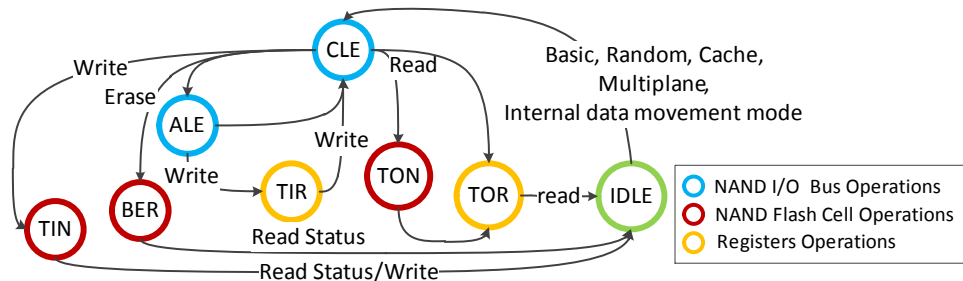 CLE
Basic, Random, Cache,
Multiplane,
Internal data movement mode
Write
Read
Erase
ALE
Write
Write
TIR
TON
TOR
read
IDLE
BER
TIN
Read Status
Read Status/Write
NAND I/O Bus Operations
NAND Flash Cell Operations
Registers Operations